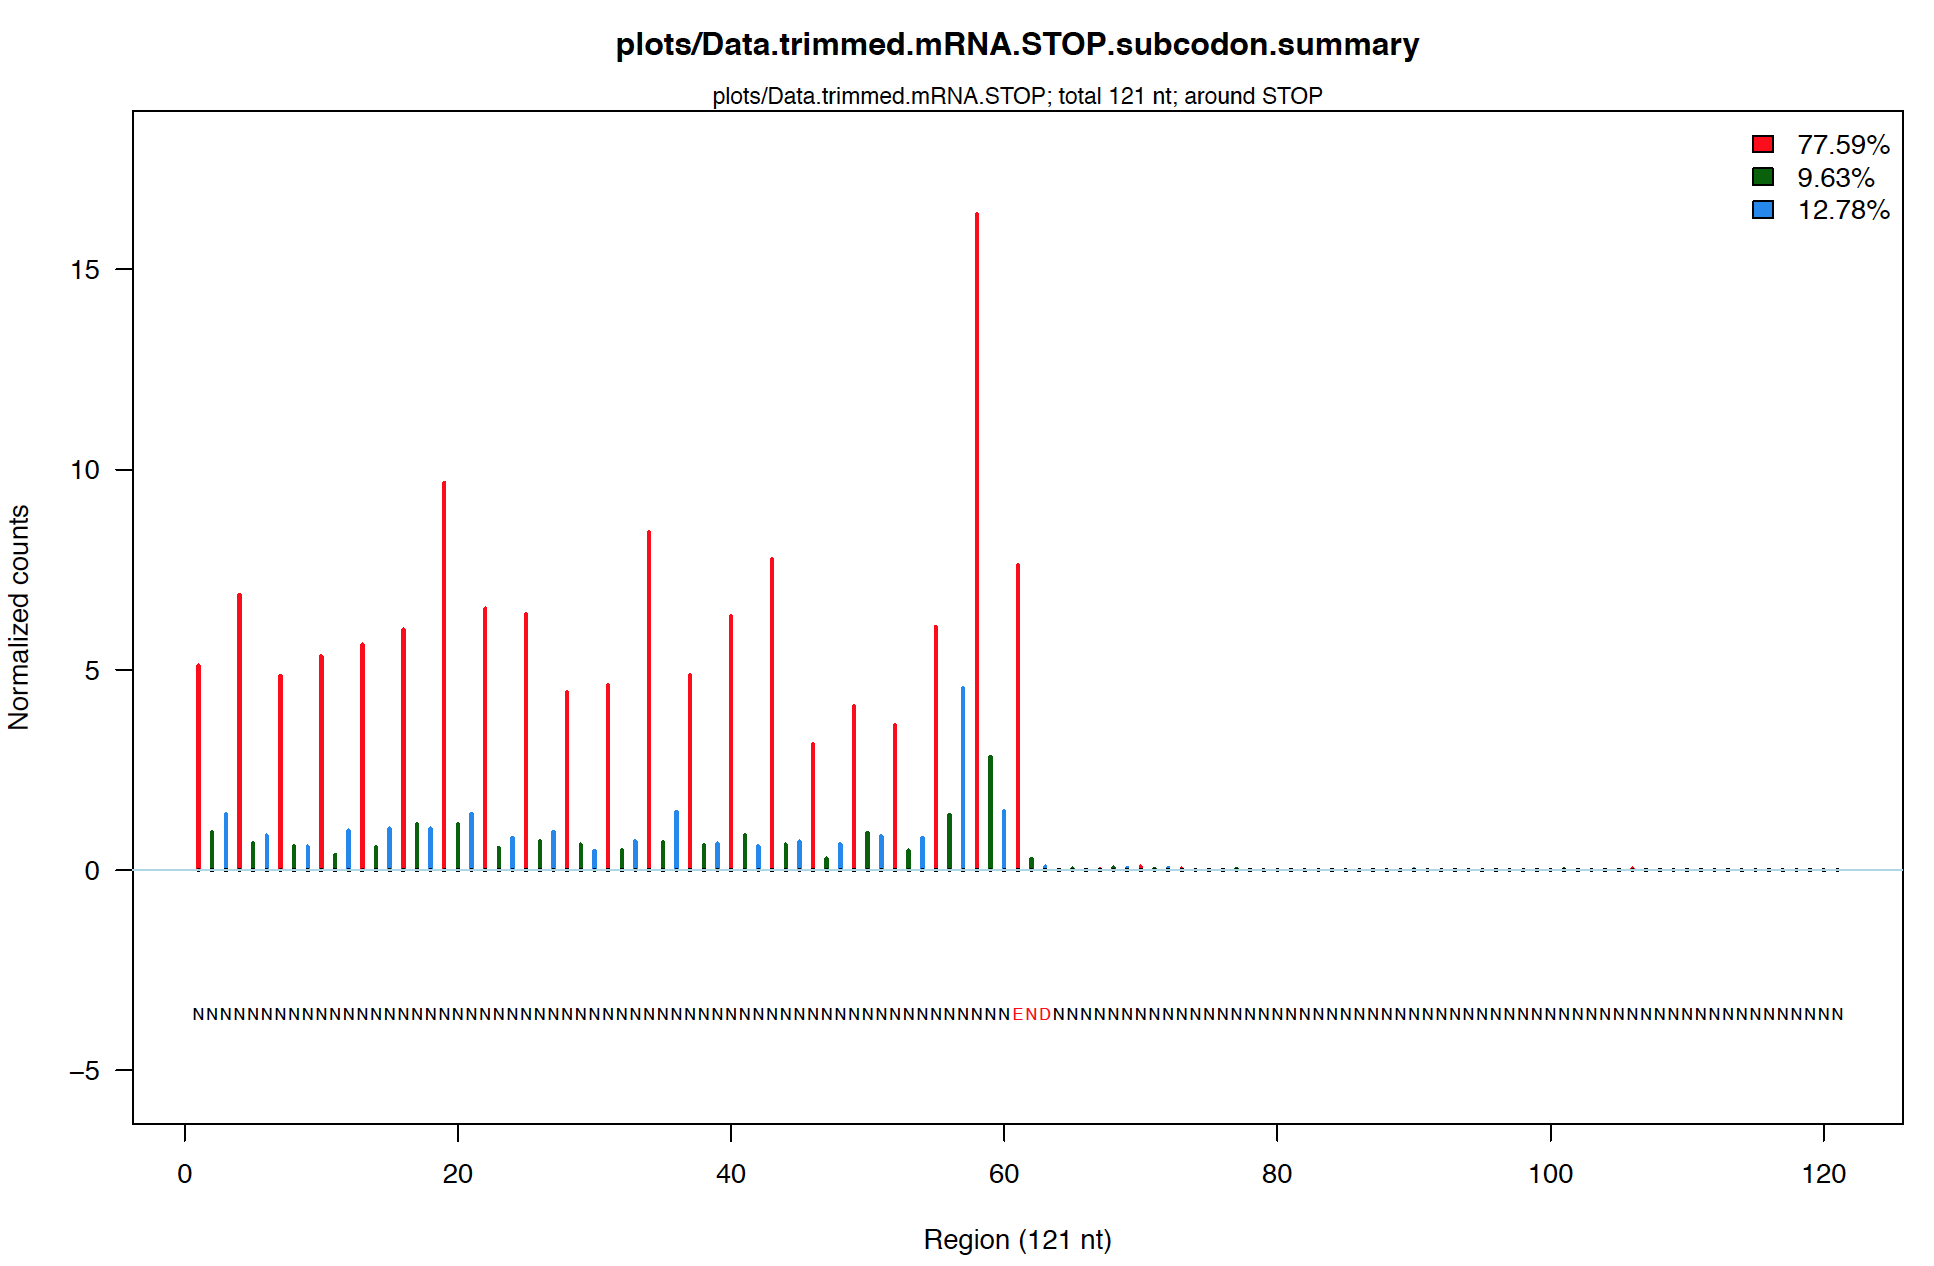 plots/Data.trimmed.mRNA.STOP.subcodon.summary
plots/Data.trimmed.mRNA.STOP; total 121 nt; around STOP
77.59%
9.63%
12.78%
15
10
5
0
−5
Normalized counts
NNNNNNNNNNNNNNNNNNNNNNNNNNNNNNNNNNNNNNNNNNNNNNNNNNNNNNNNNNNNENDNNNNNNNNNNNNNNNNNNNNNNNNNNNNNNNNNNNNNNNNNNNNNNNNNNNNNNNNNN
0 20 40 60 80 100 120
Region (121 nt)